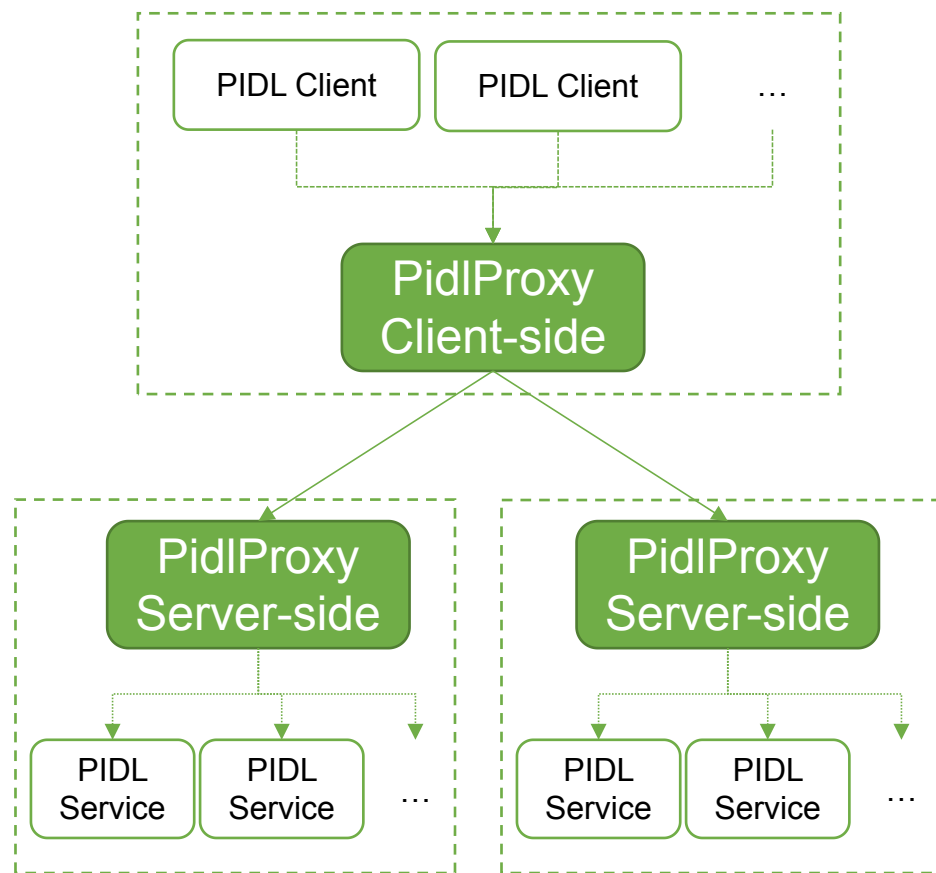 PIDL Client
PIDL Client
...
PidlProxy
Client-side
PidlProxy
Server-side
PidlProxy
Server-side
PIDL
Service
PIDL
Service
...
PIDL
Service
PIDL
Service
...